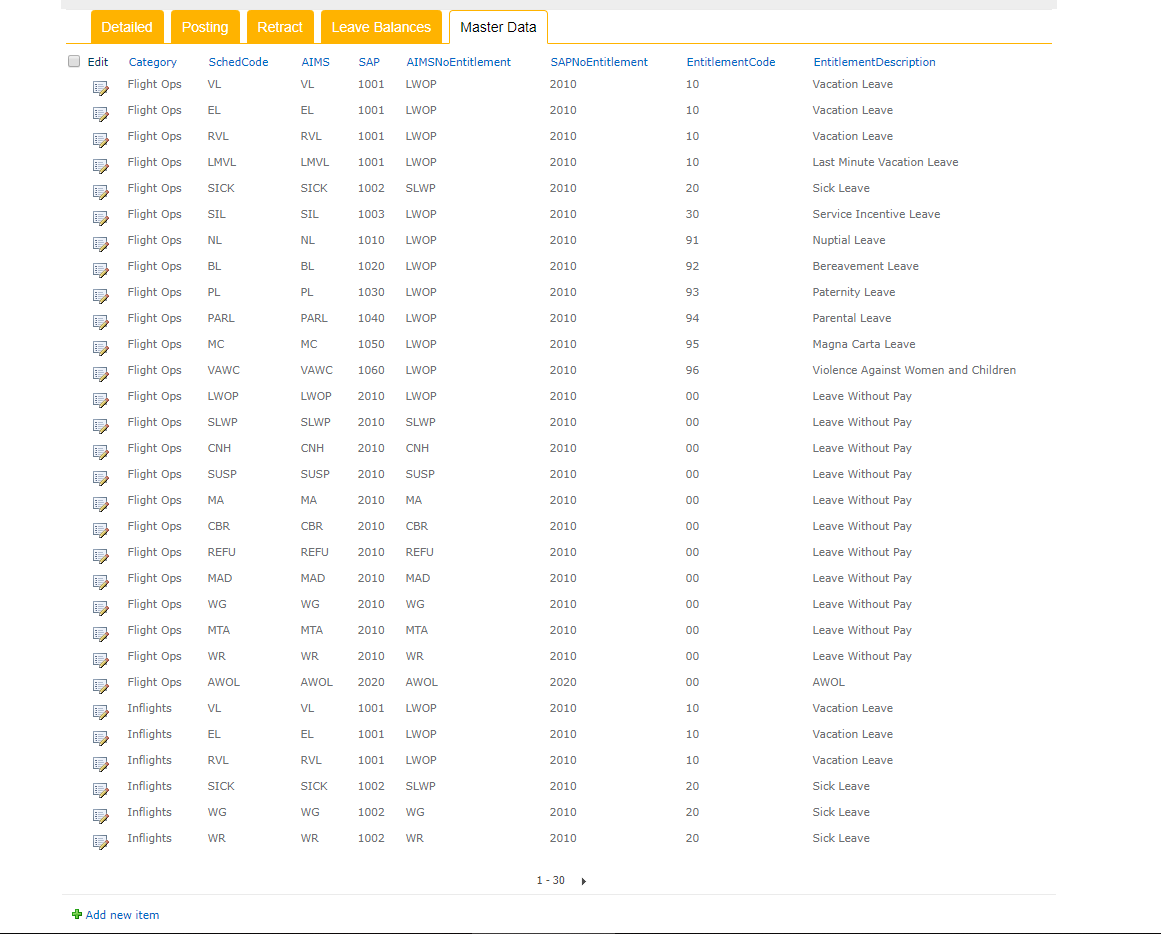 Detailed Posting Retract Leave Balances Master Data
Edit Category SchedCode AIMS SAP AIMSNoEntitlement SAPNoEntitlement EntitlementCode EntitlementDescription
Flight Ops VL VL 1001 LWOP 2010 10 Vacation Leave
Flight Ops EL EL 1001 LWOP 2010 10 Vacation Leave
Flight Ops RVL RVL 1001 LWOP 2010 10 Vacation Leave
Flight Ops LMVL LMVL 1001 LWOP 2010 10 Last Minute Vacation Leave
Flight Ops SICK SICK 1002 SLWP 2010 20 Sick Leave
Flight Ops SIL SIL 1003 LWOP 2010 30 Service Incentive Leave
Flight Ops NL NL 1010 LWOP 2010 91 Nuptial Leave
Flight Ops BL BL 1020 LWOP 2010 92 Bereavement Leave
Flight Ops PL PL 1030 LWOP 2010 93 Paternity Leave
Flight Ops PARL PARL 1040 LWOP 2010 94 Parental Leave
Flight Ops MC MC 1050 LWOP 2010 95 Magna Carta Leave
Flight Ops VAWC VAWC 1060 LWOP 2010 96 Violence Against Women and Children
Flight Ops LWOP LWOP 2010 LWOP 2010 00 Leave Without Pay
Flight Ops SLWP SLWP 2010 SLWP 2010 00 Leave Without Pay
Flight Ops CNH CNH 2010 CNH 2010 00 Leave Without Pay
Flight Ops SUSP SUSP 2010 SUSP 2010 00 Leave Without Pay
Flight Ops MA MA 2010 MA 2010 00 Leave Without Pay
Flight Ops CBR CBR 2010 CBR 2010 00 Leave Without Pay
Flight Ops REFU REFU 2010 REFU 2010 00 Leave Without Pay
Flight Ops MAD MAD 2010 MAD 2010 00 Leave Without Pay
Flight Ops WG WG 2010 WG 2010 00 Leave Without Pay
Flight Ops MTA MTA 2010 MTA 2010 00 Leave Without Pay
Flight Ops WR WR 2010 WR 2010 00 Leave Without Pay
Flight Ops AWOL AWOL 2020 AWOL 2020 00 AWOL
Inflights VL VL 1001 LWOP 2010 10 Vacation Leave
Inflights EL EL 1001 LWOP 2010 10 Vacation Leave
Inflights RVL RVL 1001 LWOP 2010 10 Vacation Leave
Inflights SICK SICK 1002 SLWP 2010 20 Sick Leave
Inflights WG WG 1002 WG 2010 20 Sick Leave
Inflights WR WR 1002 WR 2010 20 Sick Leave
1 - 30
Add new item